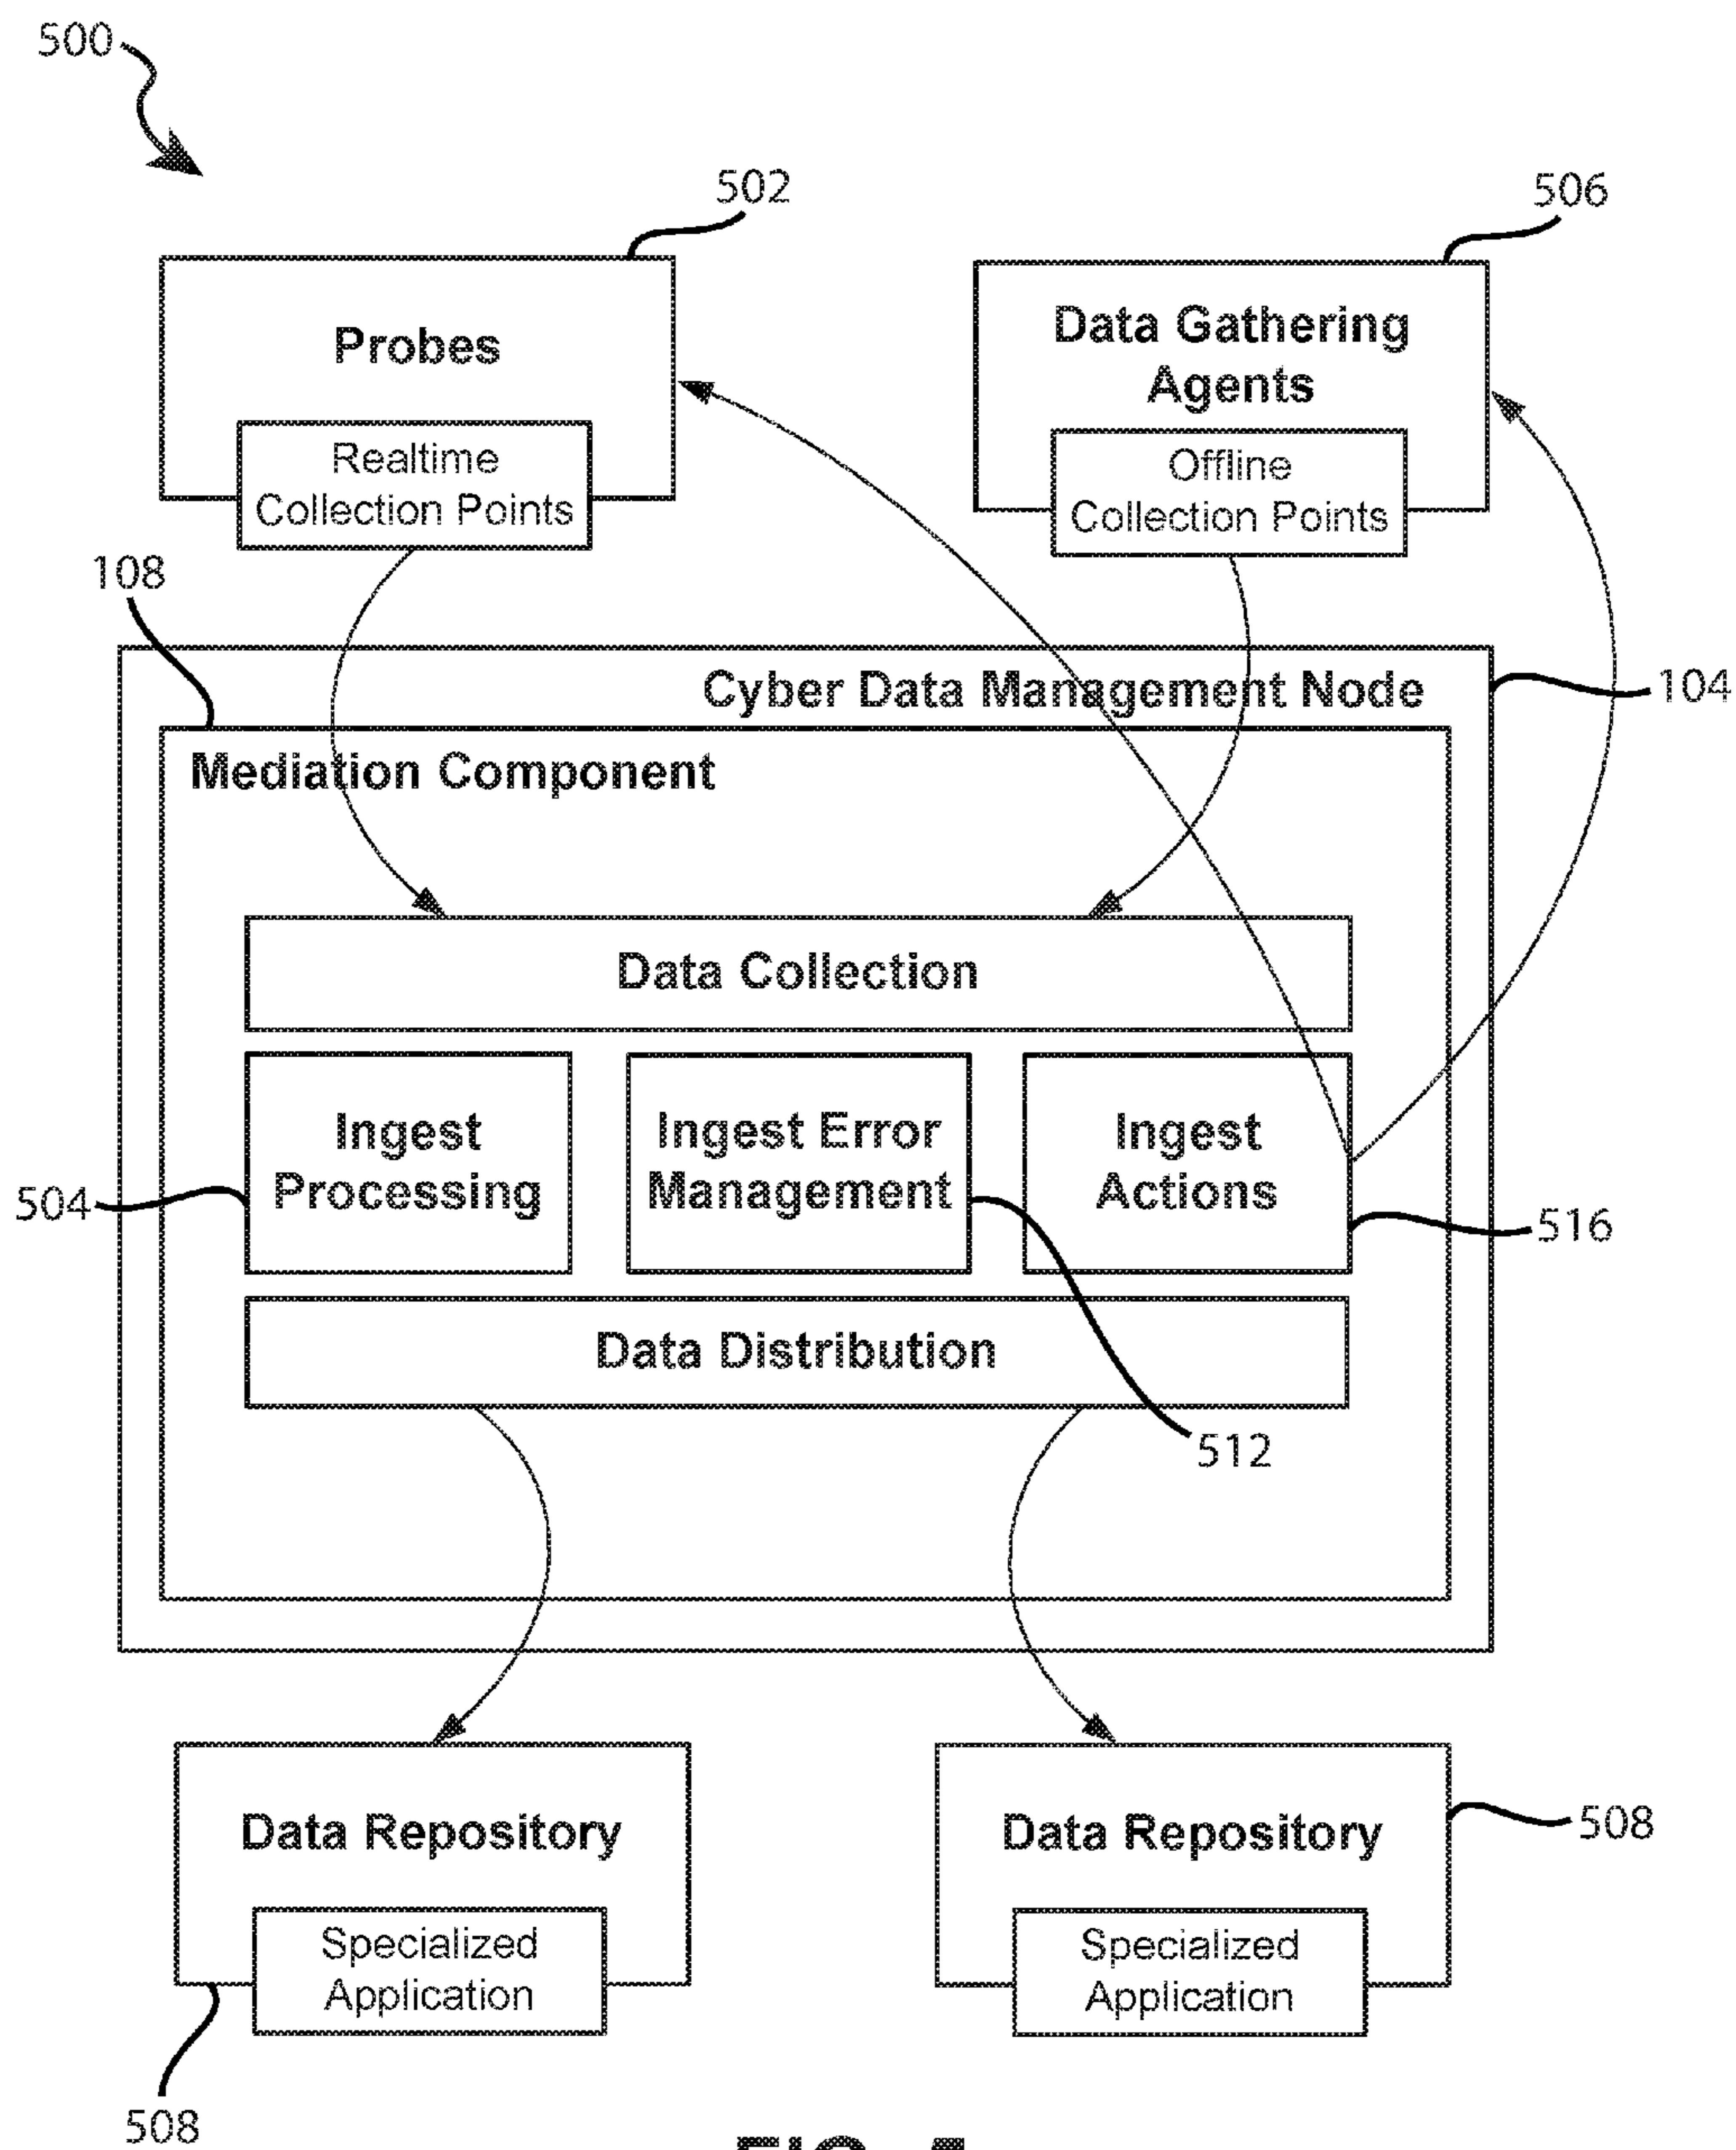 500
502
506
Probes
Data Gathering
Agents
Realtime
Collection Points
Offline
Collection Points
108
Cyber Data Management Node
104
Mediation Component
Data Collection
Ingest
Processing
Ingest Error
Management
Ingest
Actions
504
516
Data Distribution
512
Data Repository
Data Repository
508
Specialized
Application
Specialized
Application
508